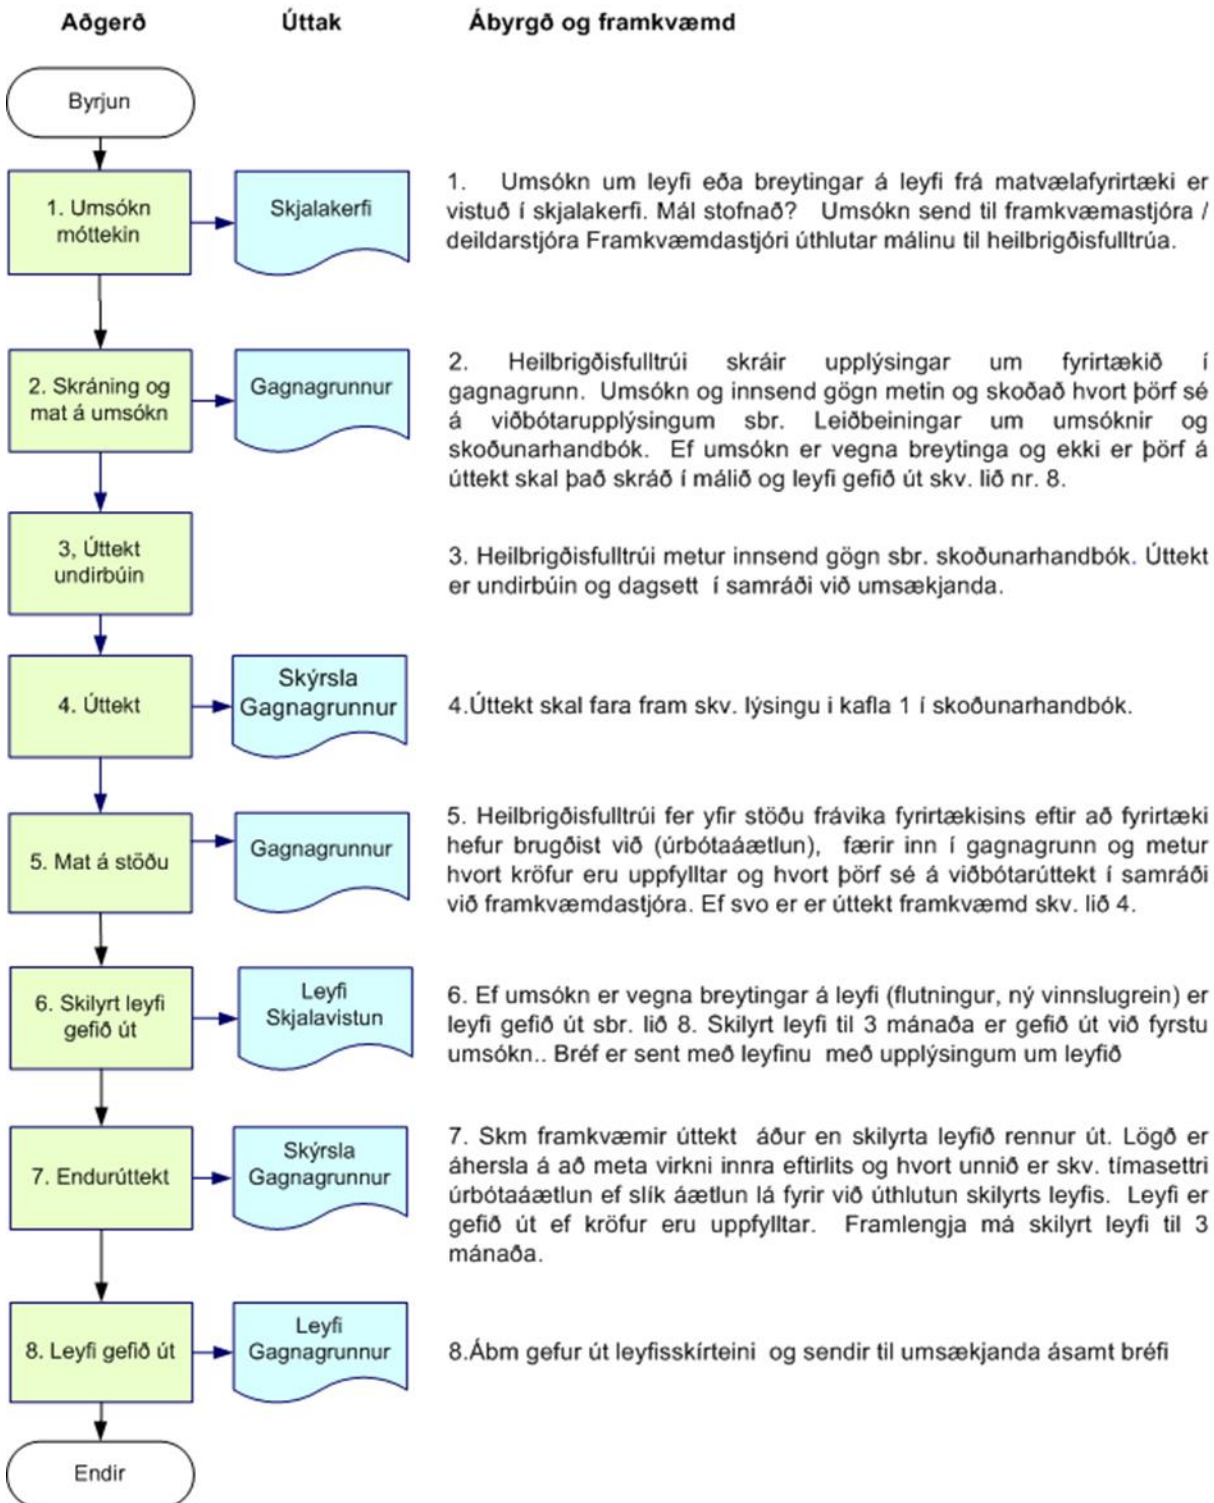 Aðgerð Úttak Ábyrgð og framkvæmd
Byrjun
1. Umsókn
móttekin
Skjalakerfi
1. Umsókn um leyfi eða breytingar á leyfi frá matvælafyrirtæki er
vistuð í skjalakerfi. Mál stofnað? Umsókn send til framkvæmastjóra /
deildarstjóra Framkvæmdastjóri úthlutar málinu til heilbrigðisfulltrúa.
2. Skráning og
mat á umsókn
Gagnagrunnur
2. Heilbrigðisfulltrúi skráir upplýsingar um fyrirtækið í
gagnagrunn. Umsókn og innsend gögn metin og skoðað hvort þörf sé
á viðbótarupplýsingum sbr. Leiðbeiningar um umsóknir og
skoðunarhandbók. Ef umsókn er vegna breytinga og ekki er þörf á
úttekt skal það skráð í málið og leyfi gefið út skv. lið nr. 8.
3, Úttekt
undirbúin
3. Heilbrigðisfulltrúi metur innsend gögn sbr. skoðunarhandbók. Úttekt
er undirbúin og dagsett í samráði við umsækjanda.
4. Úttekt
Skýrsla
Gagnagrunnur
4.Úttekt skal fara fram skv. lýsingu i kafla 1 í skoðunarhandbók.
5. Mat á stöðu
Gagnagrunnur
5. Heilbrigðisfulltrúi fer yfir stöðu frávika fyrirtækisins eftir að fyrirtæki
hefur brugðist við (úrbótaáætlun), færir inn í gagnagrunn og metur
hvort kröfur eru uppfylltar og hvort þörf sé á viðbótarúttekt í samráði
við framkvæmdastjóra. Ef svo er er úttekt framkvæmd skv. lið 4.
6. Skilyrt leyfi
gefið út
Leyfi
Skjalavistun
6. Ef umsókn er vegna breytingar á leyfi (flutningur, ný vinnslugrein) er
leyfi gefið út sbr. lið 8. Skilyrt leyfi til 3 mánaða er gefið út við fyrstu
umsókn.. Bréf er sent með leyfinu með upplýsingum um leyfið
7. Endurúttekt
Skýrsla
Gagnagrunnur
7. Skm framkvæmir úttekt áður en skilyrta leyfið rennur út. Lögð er
áhersla á að meta virkni innra eftirlits og hvort unnið er skv. tímasettri
úrbótaáætlun ef slík áætlun lá fyrir við úthlutun skilyrts leyfis. Leyfi er
gefið út ef kröfur eru uppfylltar. Framlengja má skilyrt leyfi til 3
mánaða.
8. Leyfi gefið út
Leyfi
Gagnagrunnur
8.Ábm gefur út leyfisskírteini og sendir til umsækjanda ásamt bréfi
Endir